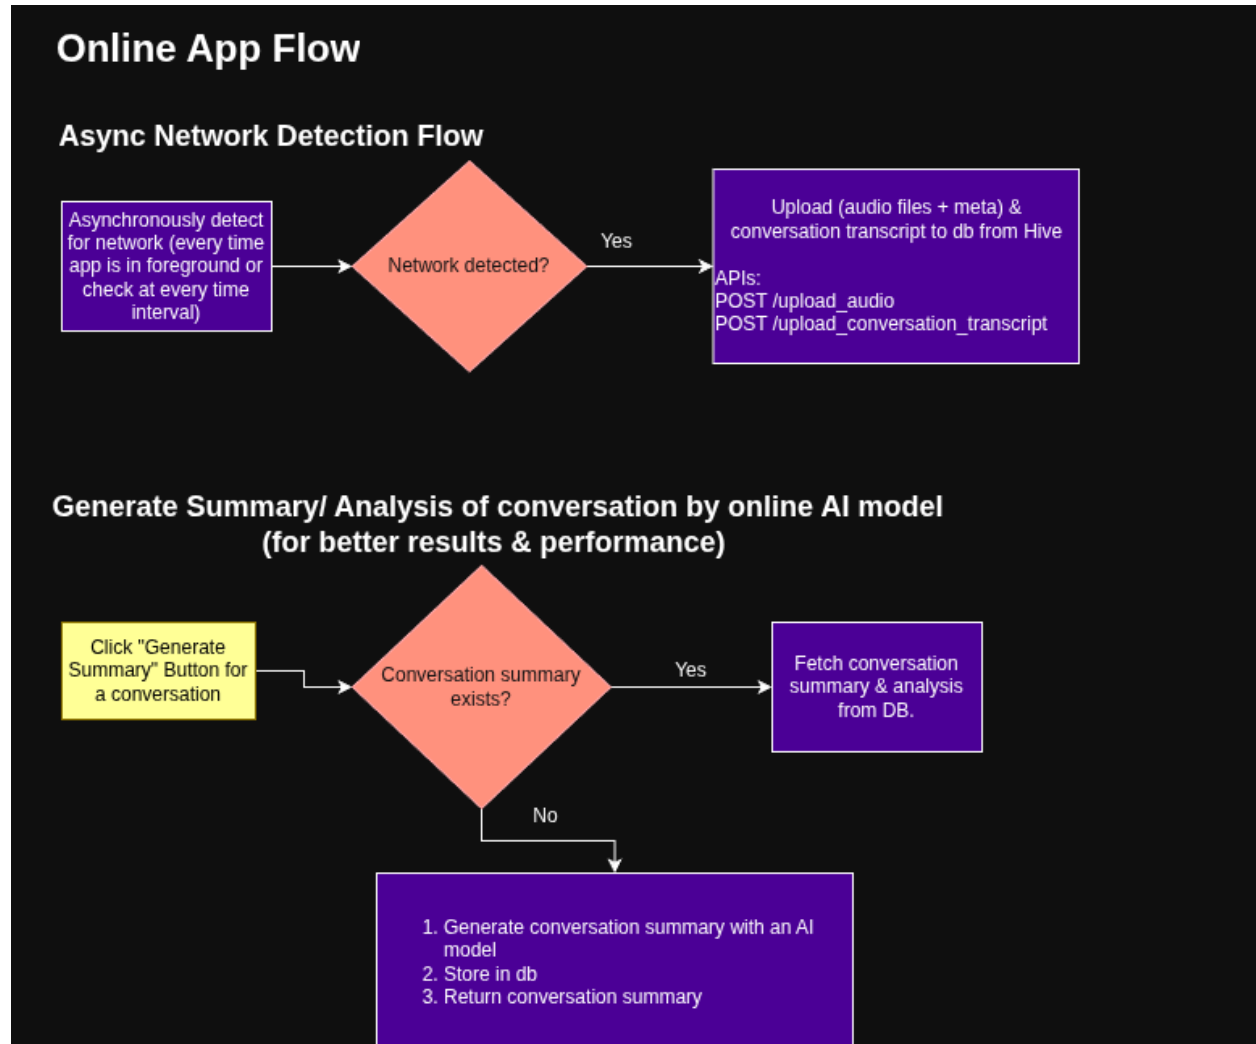 Online App Flow
Async Network Detection Flow
Asynchronously detect
for network (every time
app is in foreground or
check at every time
interval)
Network detected?
Yes
Upload (audio files + meta) &
conversation transcript to db from Hive
APIs:
POST /upload_audio
POST /upload_conversation_transcript
Generate Summary/ Analysis of conversation by online AI model
(for better results & performance)
Click "Generate
Summary" Button for
a conversation
Conversation summary
exists?
Yes
Fetch conversation
summary & analysis
from DB.
No
1. Generate conversation summary with an AI
model
2. Store in db
3. Return conversation summary